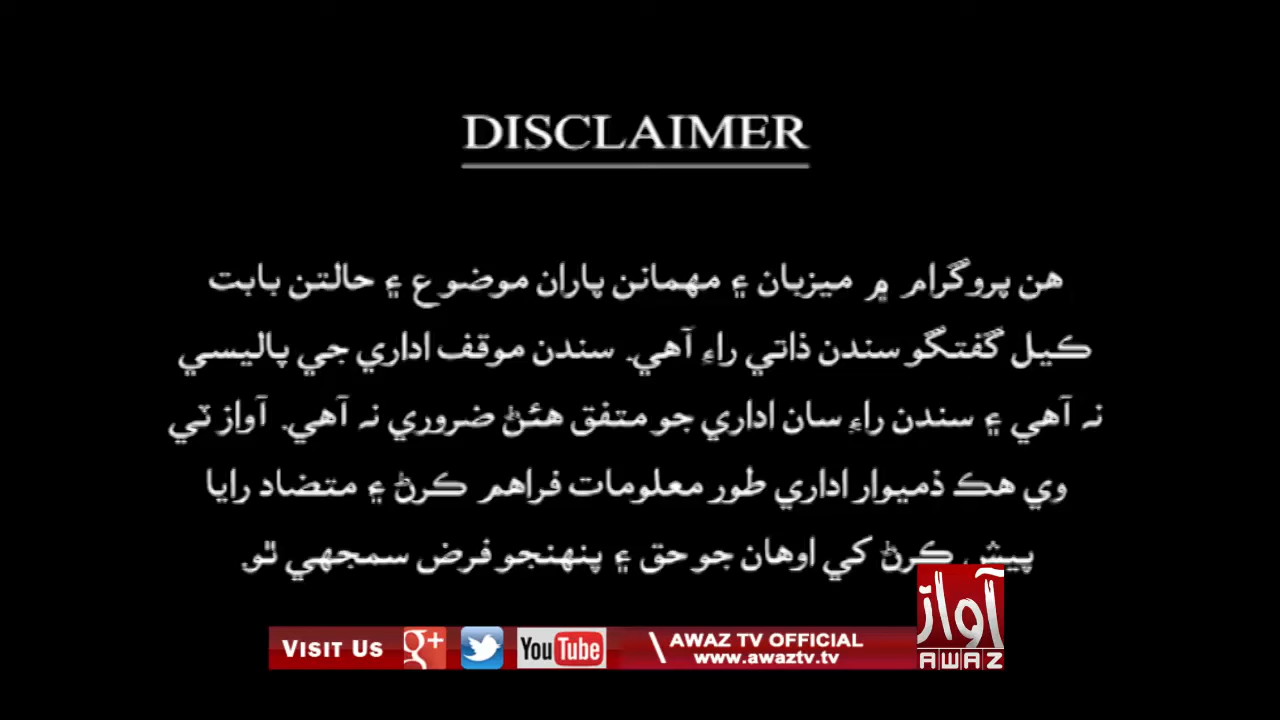 DISCLAIMER
هن پروگرام ۾ ميزبان ۽ مهمانن پاران موضوع ۽ حالتن بابت
ڪيل گفتگو سندن ذاتي راءِ آهي. سندن موقف اداري جي پاليسي
نہ آهي ۽ سندن راءِ سان اداري جو متفق هئڻ ضروري نہ آهي. آواز ٽي
وي هڪ ذميوار اداري طور معلومات فراهم ڪرڻ ۽ متضاد رايا
پيش ڪرڻ کي اوهان جو حق ۽ پنهنجو فرض سمجهي ٿو.
VISIT US g+ You Tube \ AWAZ TV OFFICIAL
www.awaztv.tv
آواز
AWAZ